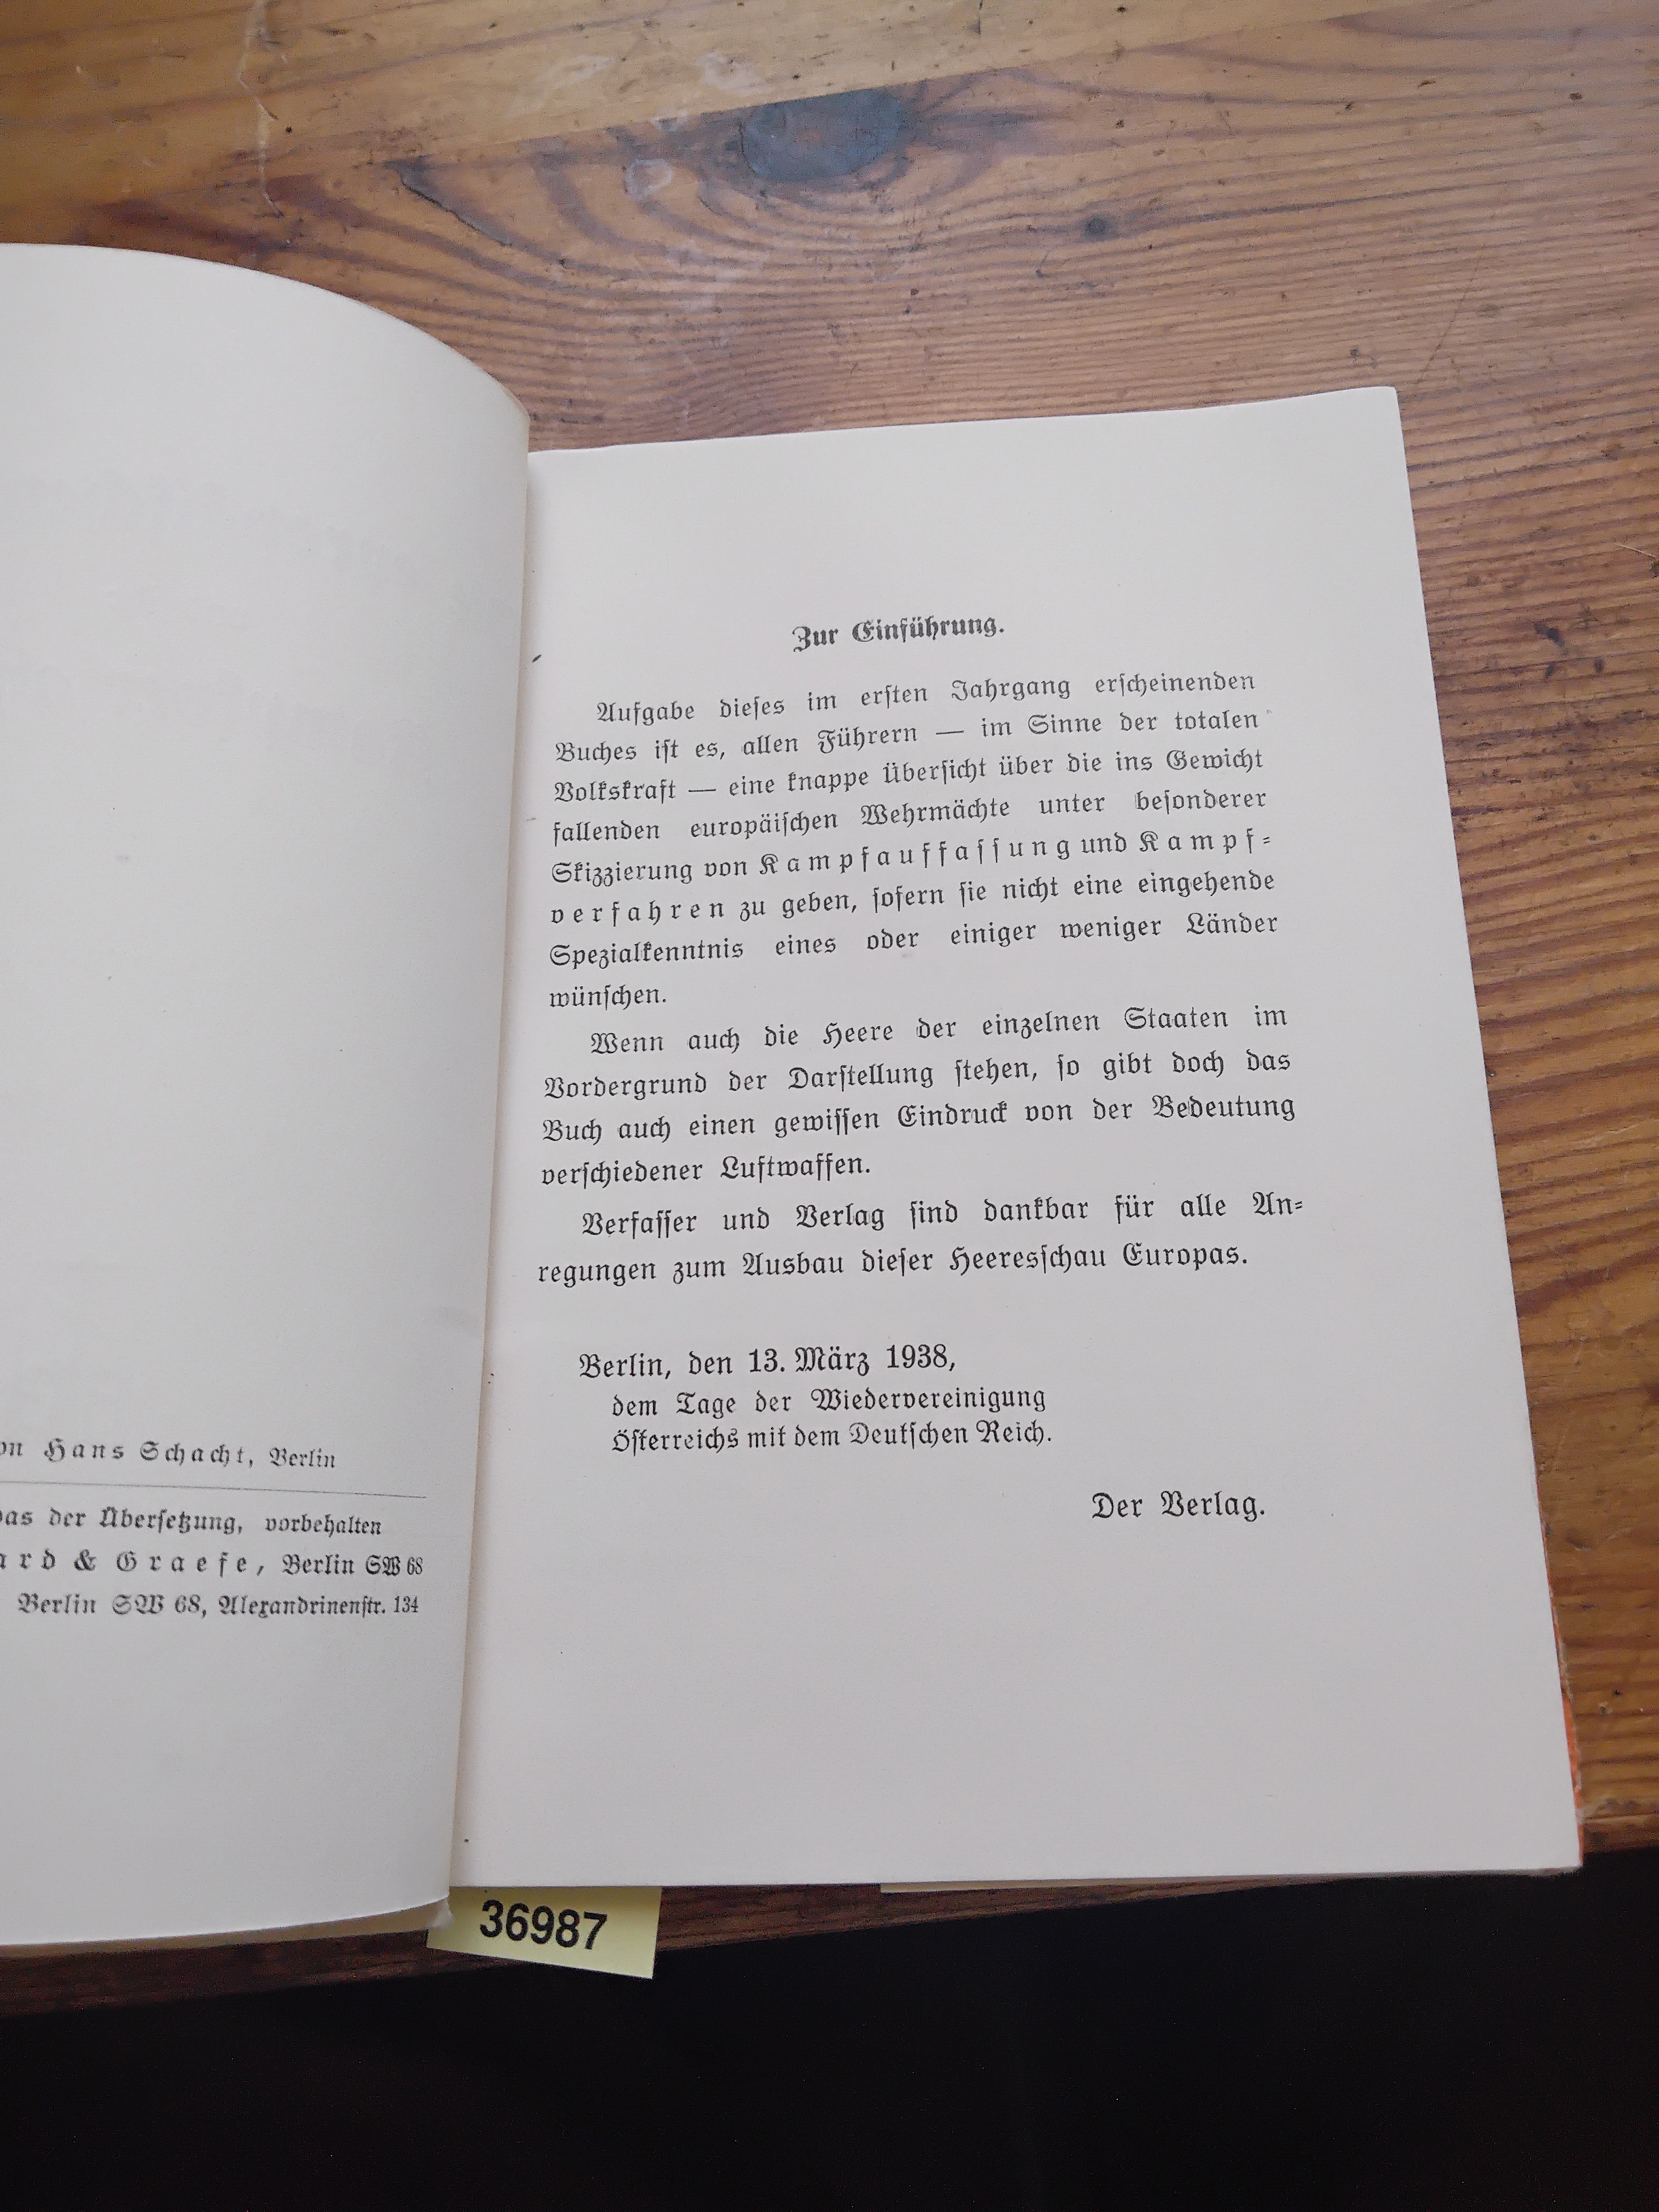 on Hans Schacht, Berlin
das der Übersetzung, vorbehalten
ard & Graefe, Berlin SW 68
Berlin SW 68, Alexandrinenstr. 134
Zur Einführung.
Aufgabe dieses im ersten Jahrgang erscheinenden
Buches ist es, allen Führern — im Sinne der totalen
Volkskraft — eine knappe Übersicht über die ins Gewicht
fallenden europäischen Wehrmächte unter besonderer
Skizzierung von Kampfauffassung und Kampf-
verfahren zu geben, sofern sie nicht eine eingehende
Spezialkenntnis eines oder einiger weniger Länder
wünschen.
Wenn auch die Heere der einzelnen Staaten im
Vordergrund der Darstellung stehen, so gibt doch das
Buch auch einen gewissen Eindruck von der Bedeutung
verschiedener Luftwaffen.
Verfasser und Verlag sind dankbar für alle An-
regungen zum Ausbau dieser Heeresschau Europas.
Berlin, den 13. März 1938,
dem Tage der Wiedervereinigung
Österreichs mit dem Deutschen Reich.
Der Verlag.
36987